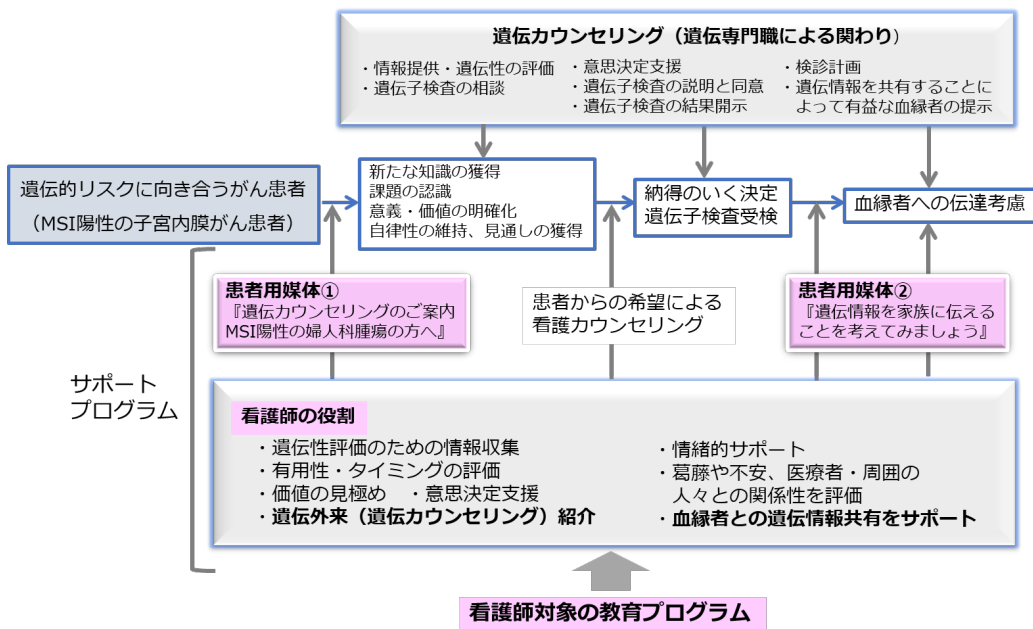 遺伝カウンセリング（遺伝専門職による関わり）
・情報提供・遺伝性の評価
・遺伝子検査の相談
・意思決定支援
・遺伝子検査の説明と同意
・遺伝子検査の結果開示
・検診計画
・遺伝情報を共有することに
よって有益な血縁者の提示
遺伝的リスクに向き合うがん患者
（MSI陽性の子宮内膜がん患者）
新たな知識の獲得
課題の認識
意義・価値の明確化
自律性の維持、見通しの獲得
納得のいく決定
遺伝子検査受検
血縁者への伝達考慮
患者用媒体①
『遺伝カウンセリングのご案内
MSI陽性の婦人科腫瘍の方へ』
患者からの希望による
看護カウンセリング
患者用媒体②
『遺伝情報を家族に伝える
ことを考えてみましょう』
サポート
プログラム
看護師の役割
・遺伝性評価のための情報収集
・有用性・タイミングの評価
・価値の見極め　・意思決定支援
・遺伝外来（遺伝カウンセリング）紹介
・情緒的サポート
・葛藤や不安、医療者・周囲の
人々との関係性を評価
・血縁者との遺伝情報共有をサポート
看護師対象の教育プログラム